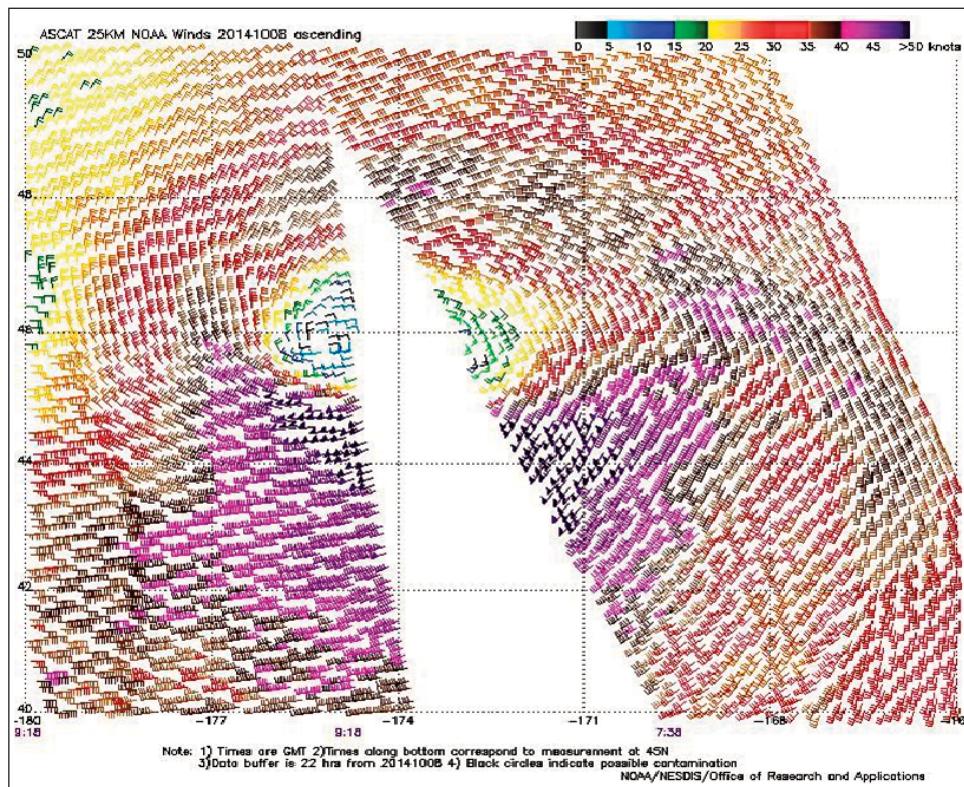 ASCAT 25KM NOAA Winds 20141008 ascending
0 5 10 15 20 25 30 35 40 45 >50 knots
50
48
46
44
42
40
-180 -177 -174 -171 -168 -16
9:18 9:18 7:38
Note: 1) Times are GMT 2)Times along bottom correspond to measurement at 45N
3)Data buffer is 22 hrs from 20141008 4) Black circles indicate possible contamination
NOAA/NESDIS/Office of Research and Applications